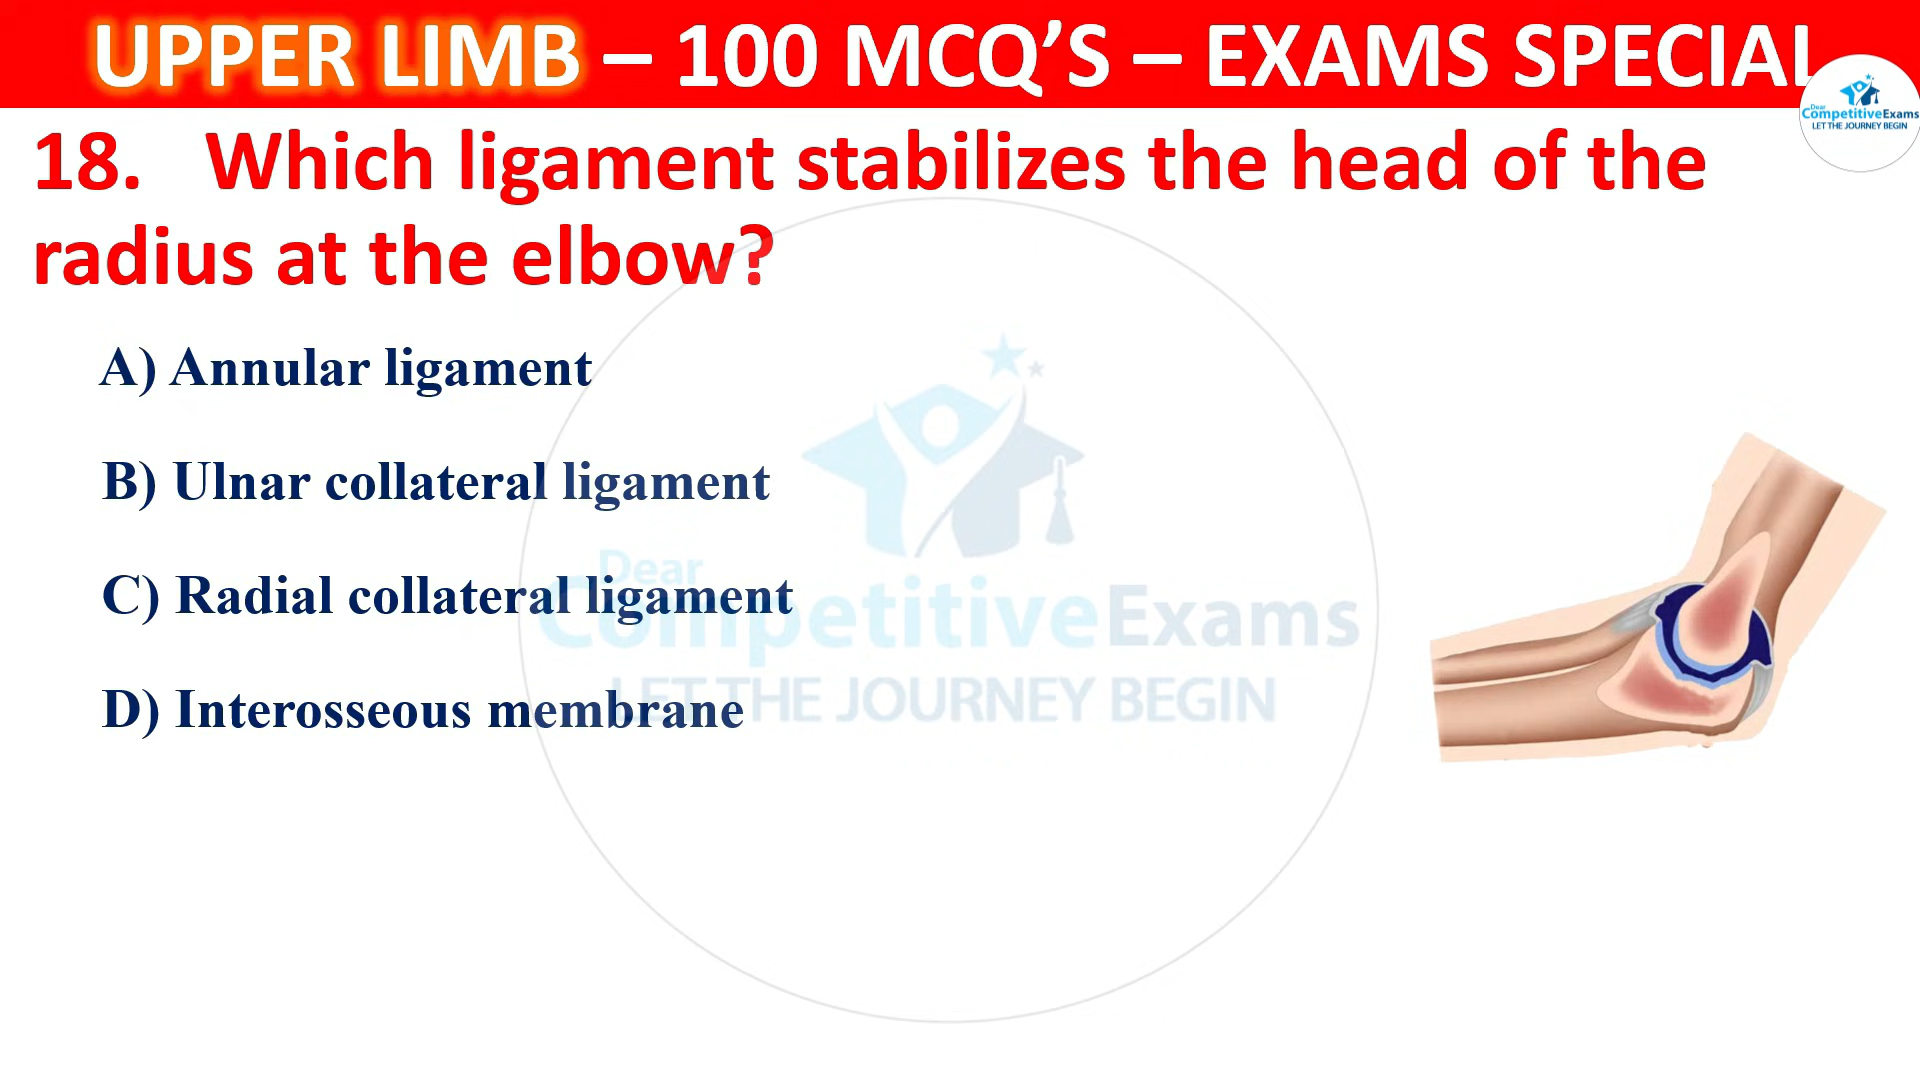 UPPER LIMB – 100 MCQ’S – EXAMS SPECIAL
Dear
CompetitiveExams
LET THE JOURNEY BEGIN
18. Which ligament stabilizes the head of the
radius at the elbow?
A) Annular ligament
B) Ulnar collateral ligament
C) Radial collateral ligament
D) Interosseous membrane
Dear
CompetitiveExams
LET THE JOURNEY BEGIN